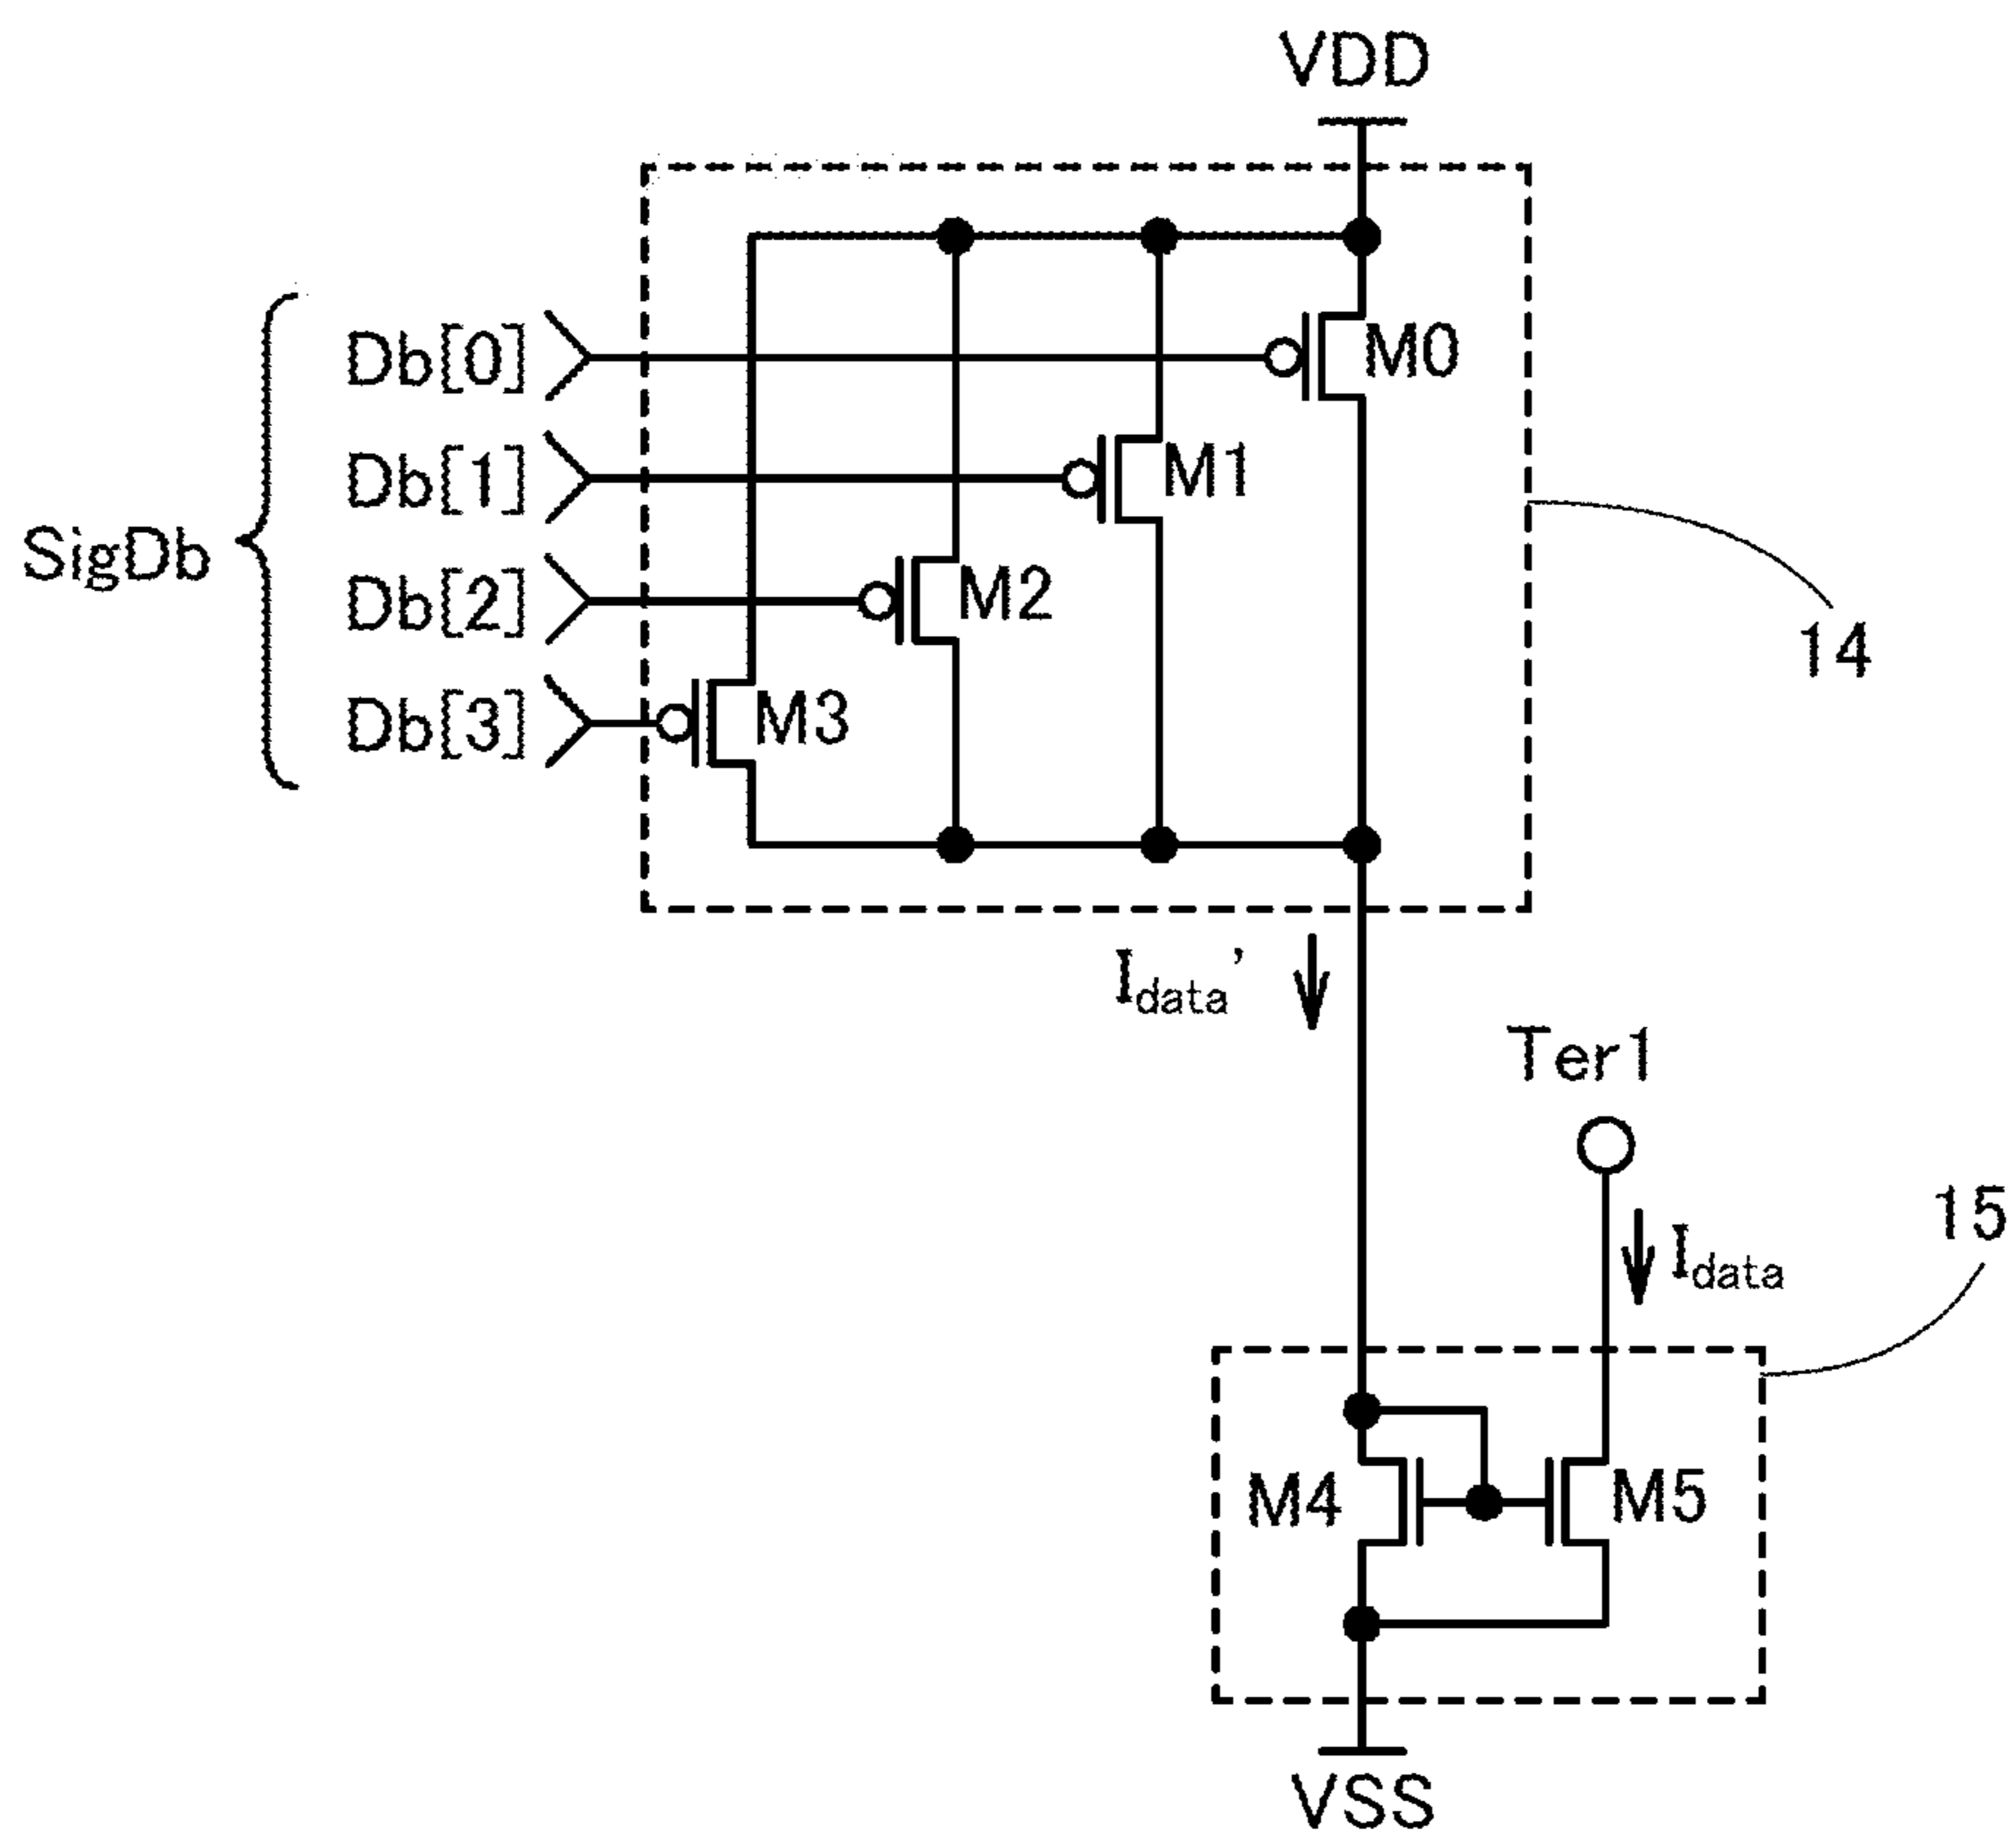 VDD
Db[0]
M0
Db[1]
M1
SigDb
Db[2]
M2
14
Db[3]
M3
Idata'
Ter1
15
Idata
M4
M5
VSS